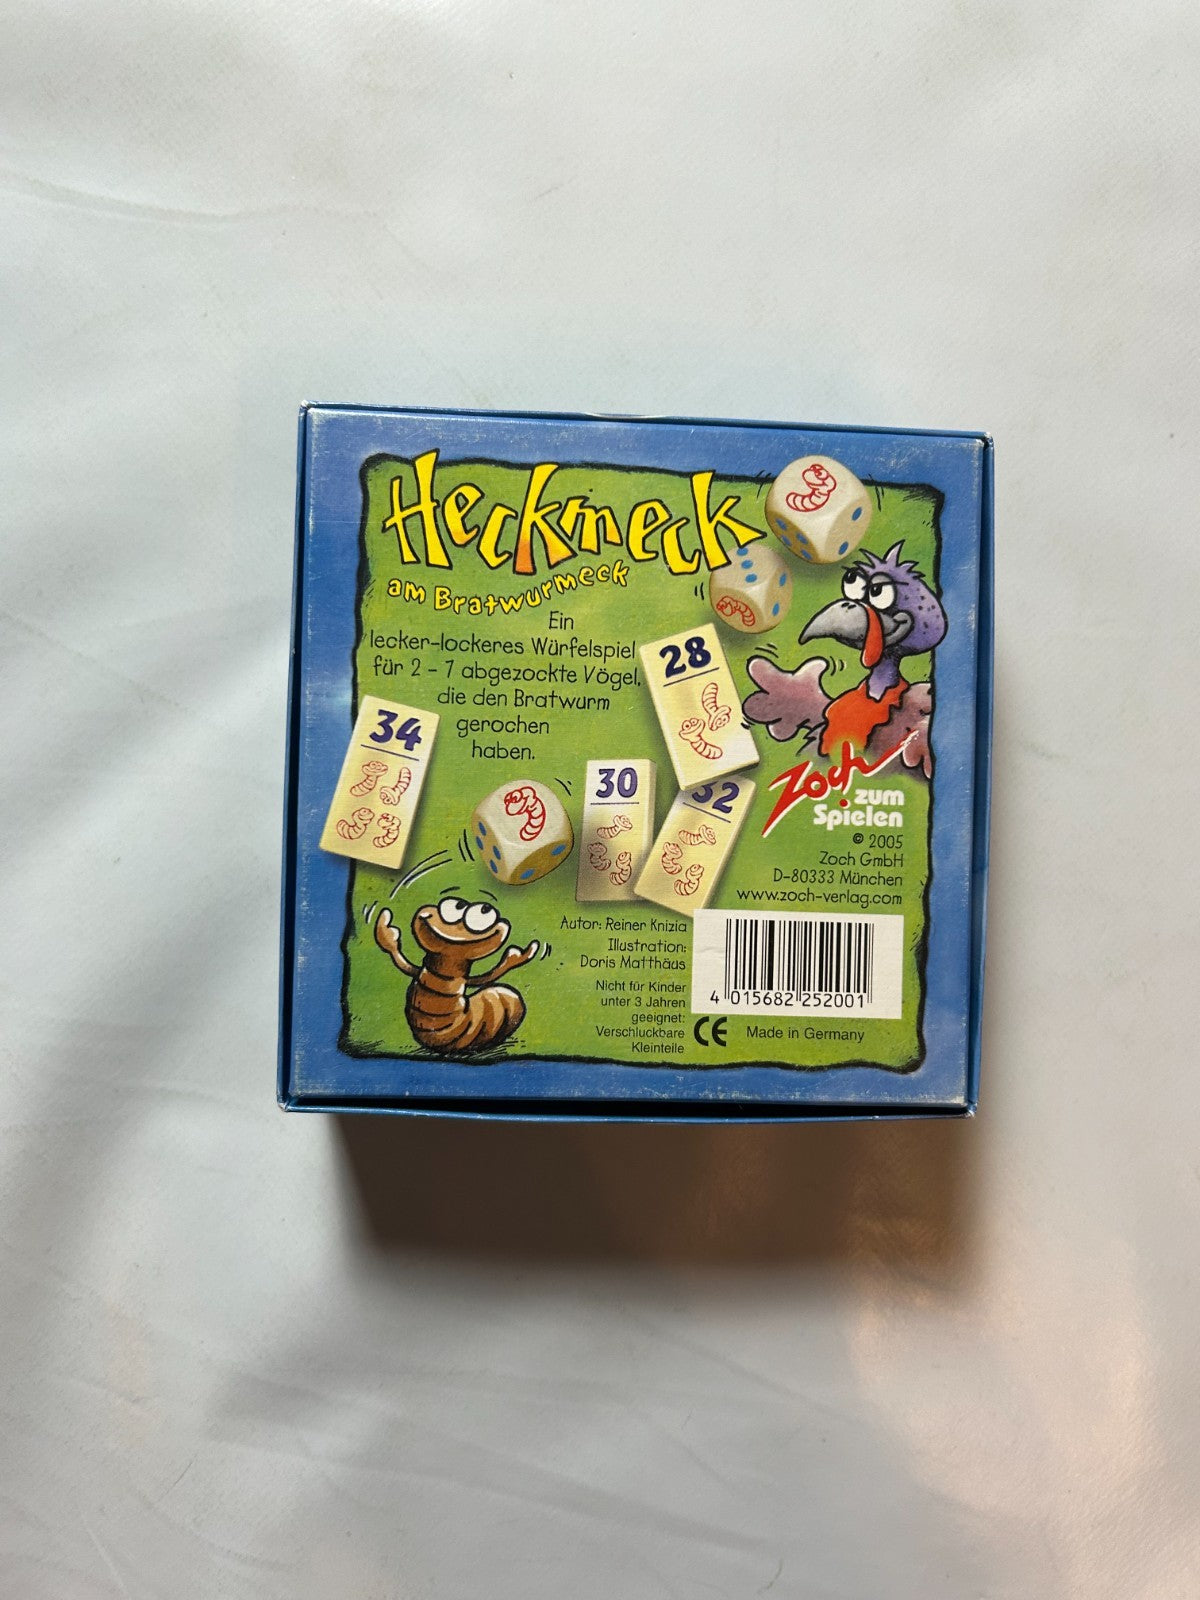 Heckmeck
am Bratwurmeck
Ein
lecker-lockeres Würfelspiel
für 2 - 7 abgezockte Vögel,
die den Bratwurm
gerochen
haben.
28
34
30
32
Zoch
zum
Spielen
© 2005
Zoch GmbH
D-80333 München
www.zoch-verlag.com
Autor: Reiner Knizia
Illustration:
Doris Matthäus
Nicht für Kinder
unter 3 Jahren
geeignet:
Verschluckbare
Kleinteile
CE
4 015682 252001
Made in Germany